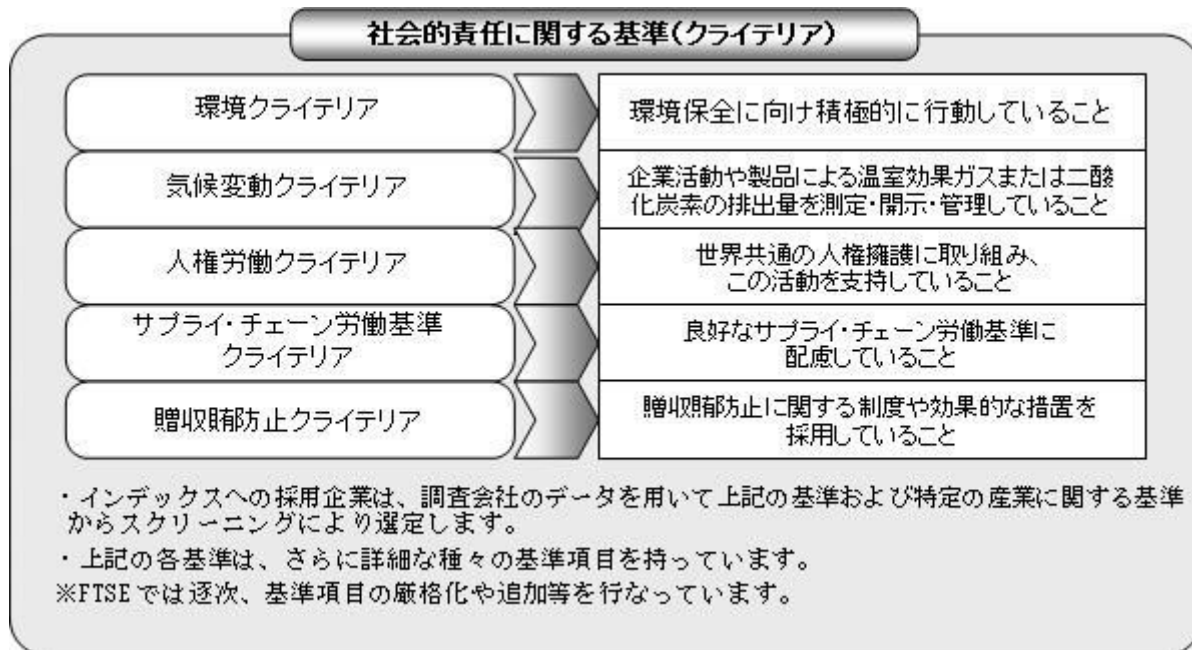 社会的責任に関する基準(クライテリア)
環境クライテリア
環境保全に向け積極的に行動していること
気候変動クライテリア
企業活動や製品による温室効果ガスまたは二酸
化炭素の排出量を測定・開示・管理していること
人権労働クライテリア
世界共通の人権擁護に取り組み、
この活動を支持していること
サプライ・チェーン労働基準
クライテリア
良好なサプライ・チェーン労働基準に
配慮していること
贈収賄防止クライテリア
贈収賄防止に関する制度や効果的な措置を
採用していること
・インデックスへの採用企業は、調査会社のデータを用いて上記の基準および特定の産業に関する基準
からスクリーニングにより選定します。
・上記の各基準は、さらに詳細な種々の基準項目を持っています。
※FTSEでは逐次、基準項目の厳格化や追加等を行なっています。